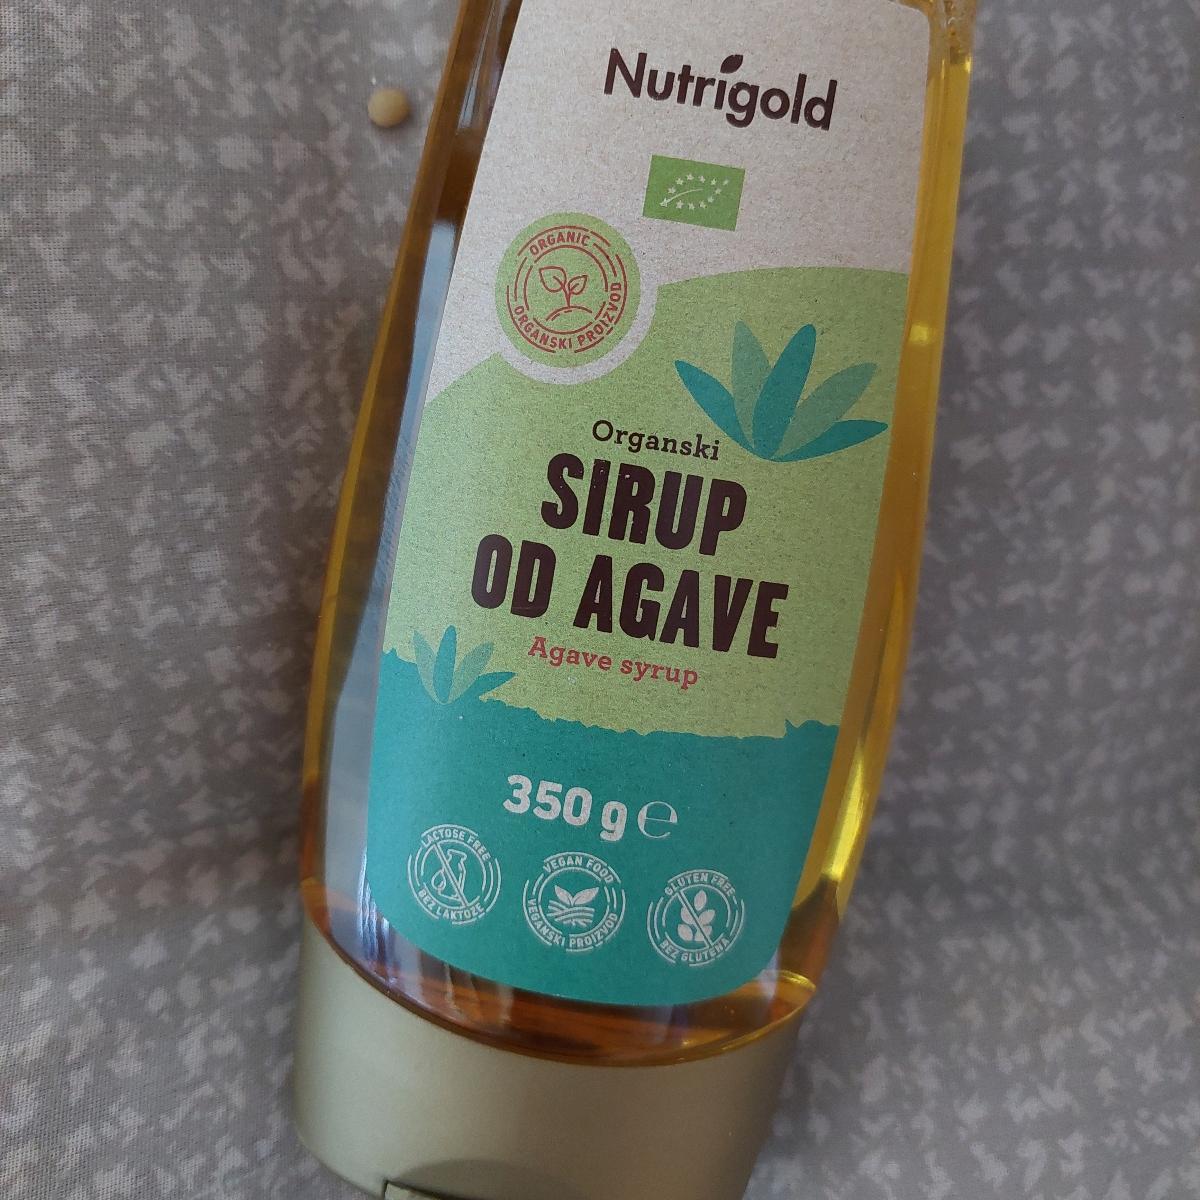 Nutrigold
ORGANIC
ORGANSKI PROIZVOD
Organski
SIRUP
OD AGAVE
Agave syrup
350 g ℮
LACTOSE FREE
BEZ LAKTOZE
VEGAN FOOD
VEGANSKI PROIZVOD
GLUTEN FREE
BEZ GLUTENA